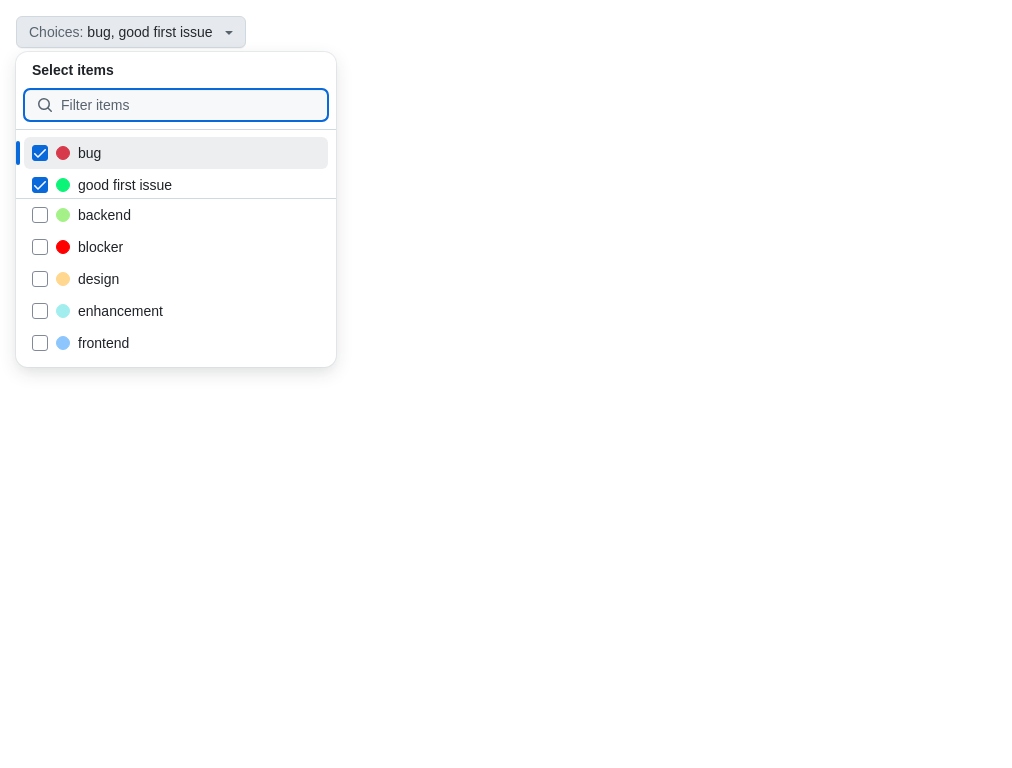 Choices: bug, good first issue
Select items
Filter items
bug
good first issue
backend
blocker
design
enhancement
frontend